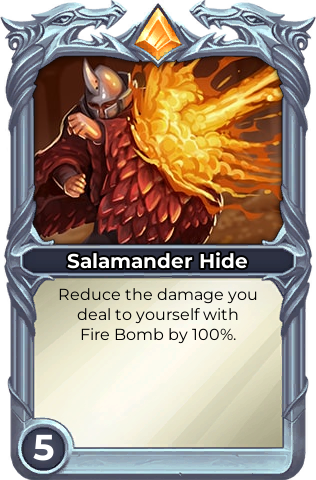 Salamander Hide
Reduce the damage you
deal to yourself with
Fire Bomb by 100%.
5